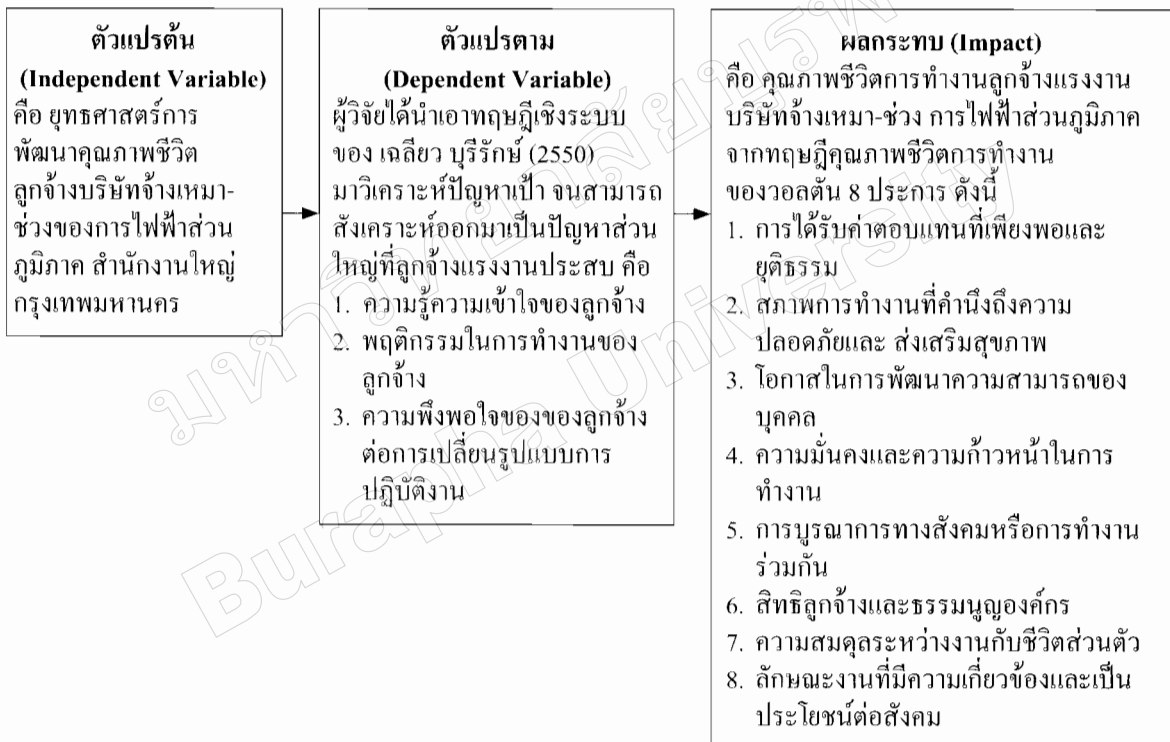 ตัวแปรต้น
(Independent Variable)
คือ ยุทธศาสตร์การ
พัฒนาคุณภาพชีวิต
ลูกจ้างบริษัทจ้างเหมา-
ช่วงของการไฟฟ้าส่วน
ภูมิภาค สำนักงานใหญ่
กรุงเทพมหานคร
ตัวแปรตาม
(Dependent Variable)
ผู้วิจัยได้นำเอาทฤษฎีเชิงระบบ
ของ เฉลียว บุรีรักษ์ (2550)
มาวิเคราะห์ปัญหาเป้า จนสามารถ
สังเคราะห์ออกมาเป็นปัญหาส่วน
ใหญ่ที่ลูกจ้างแรงงานประสบ คือ
1. ความรู้ความเข้าใจของลูกจ้าง
2. พฤติกรรมในการทำงานของ
ลูกจ้าง
3. ความพึงพอใจของของลูกจ้าง
ต่อการเปลี่ยนรูปแบบการ
ปฏิบัติงาน
ผลกระทบ (Impact)
คือ คุณภาพชีวิตการทำงานลูกจ้างแรงงาน
บริษัทจ้างเหมา-ช่วง การไฟฟ้าส่วนภูมิภาค
จากทฤษฎีคุณภาพชีวิตการทำงาน
ของวอลตัน 8 ประการ ดังนี้
1. การได้รับค่าตอบแทนที่เพียงพอและ
ยุติธรรม
2. สภาพการทำงานที่คำนึงถึงความ
ปลอดภัยและ ส่งเสริมสุขภาพ
3. โอกาสในการพัฒนาความสามารถของ
บุคคล
4. ความมั่นคงและความก้าวหน้าในการ
ทำงาน
5. การบูรณาการทางสังคมหรือการทำงาน
ร่วมกัน
6. สิทธิลูกจ้างและธรรมนูญองค์กร
7. ความสมดุลระหว่างงานกับชีวิตส่วนตัว
8. ลักษณะงานที่มีความเกี่ยวข้องและเป็น
ประโยชน์ต่อสังคม
มหาวิทยาลัยบูรพา
Burapha University